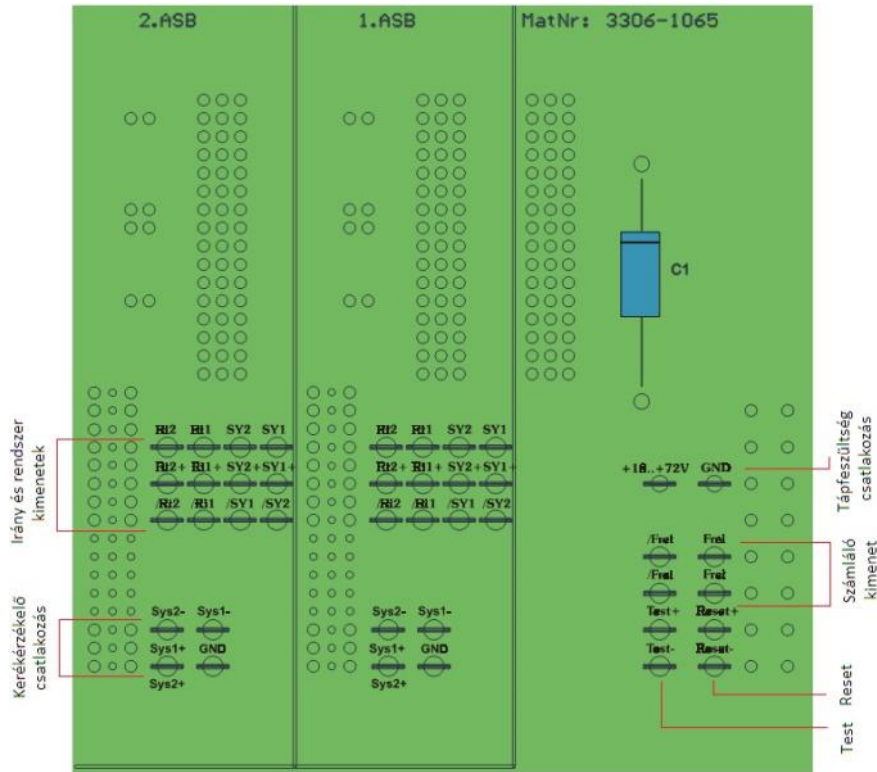 2.ASB
1.ASB
MatNr: 3306-1065
C1
Ri2 Ri1 SY2 SY1
Ri2+ Ri1+ SY2+ SY1+
/Ri2 /Ri1 /SY1 /SY2
Sys2- Sys1-
Sys1+ GND
Sys2+
Ri2 Ri1 SY2 SY1
Ri2+ Ri1+ SY2+ SY1+
/Ri2 /Ri1 /SY1 /SY2
Sys2- Sys1-
Sys1+ GND
Sys2+
+18..+72V GND
/Frei Frei
/Frei Frei
Test+ Reset+
Test- Reset-
Irány és rendszer
kimenetek
Kerékérzékelő
csatlakozás
Tápfeszültség
csatlakozás
Számláló
kimenet
Reset
Test